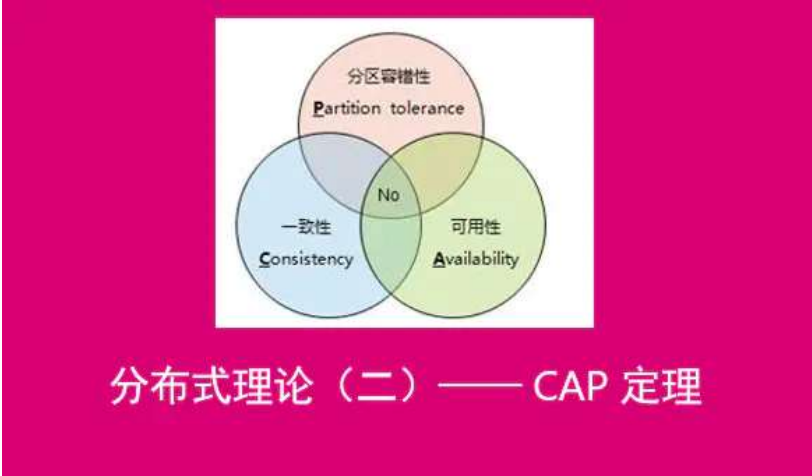 分区容错性
Partition tolerance
No
一致性
可用性
Consistency
Availability
分布式理论（二）—— CAP 定理